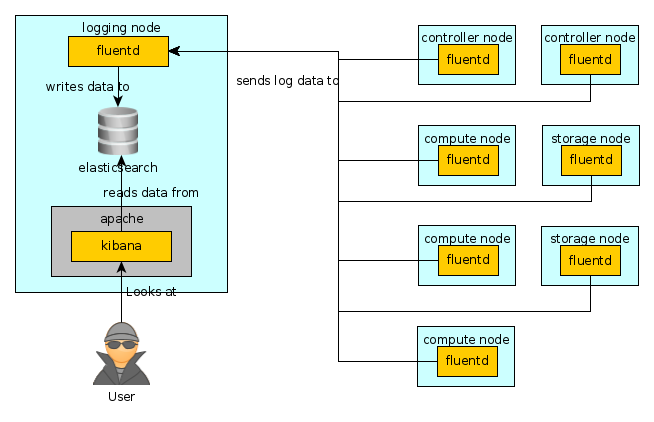 logging node
fluentd
writes data to
elasticsearch
reads data from
apache
kibana
Looks at
User
sends log data to
controller node
fluentd
controller node
fluentd
compute node
fluentd
storage node
fluentd
compute node
fluentd
storage node
fluentd
compute node
fluentd